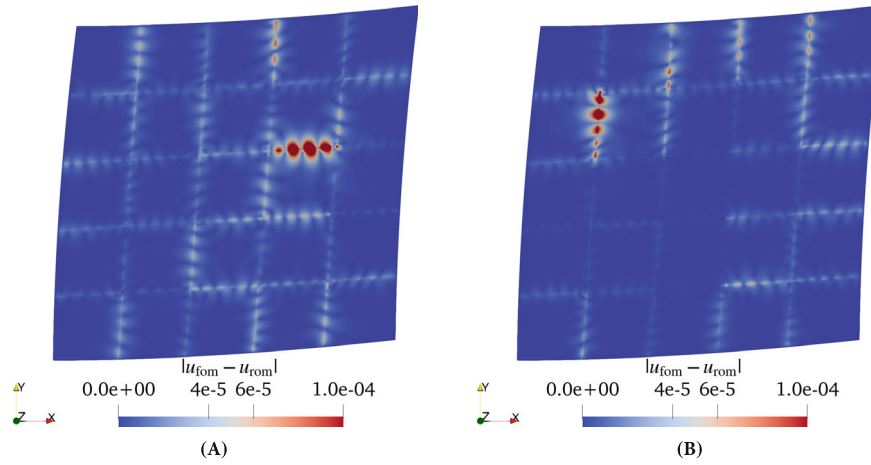 |u_fom − u_rom|
0.0e+00 4e-5 6e-5 1.0e-04
Y
Z X
(A)
|u_fom − u_rom|
0.0e+00 4e-5 6e-5 1.0e-04
Y
Z X
(B)